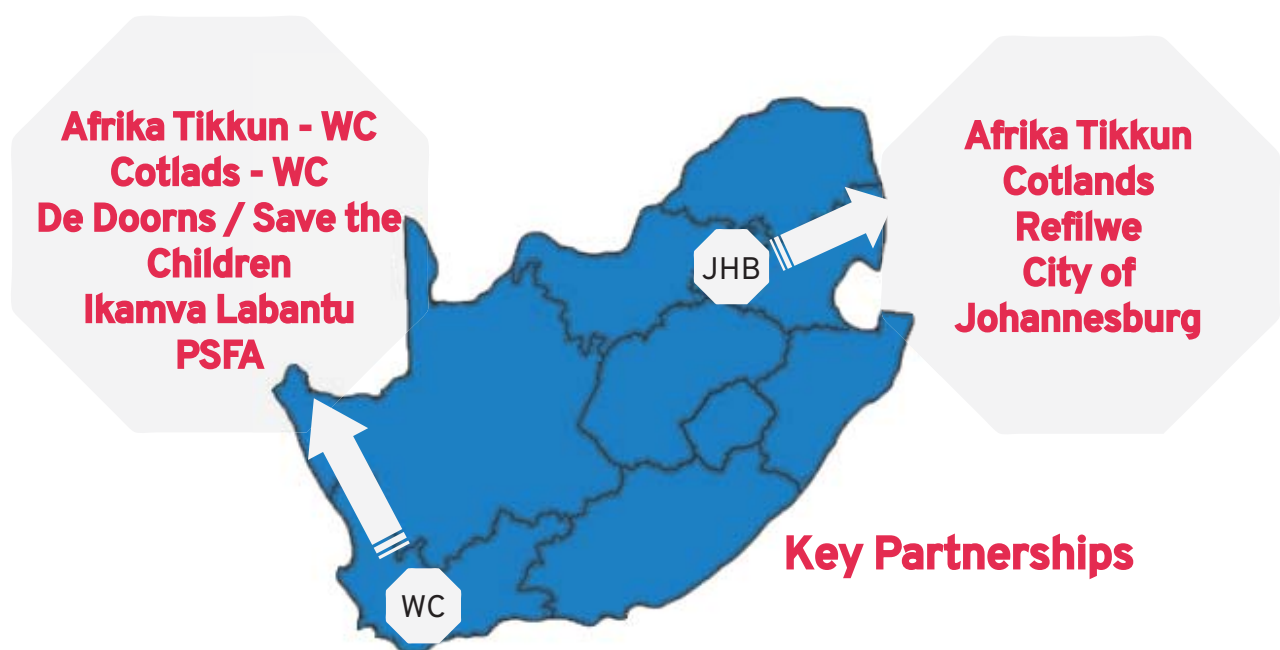 Afrika Tikkun - WC
Cotlads - WC
De Doorns / Save the
Children
Ikamva Labantu
PSFA
Afrika Tikkun
Cotlands
Refilwe
City of
Johannesburg
JHB
WC
Key Partnerships